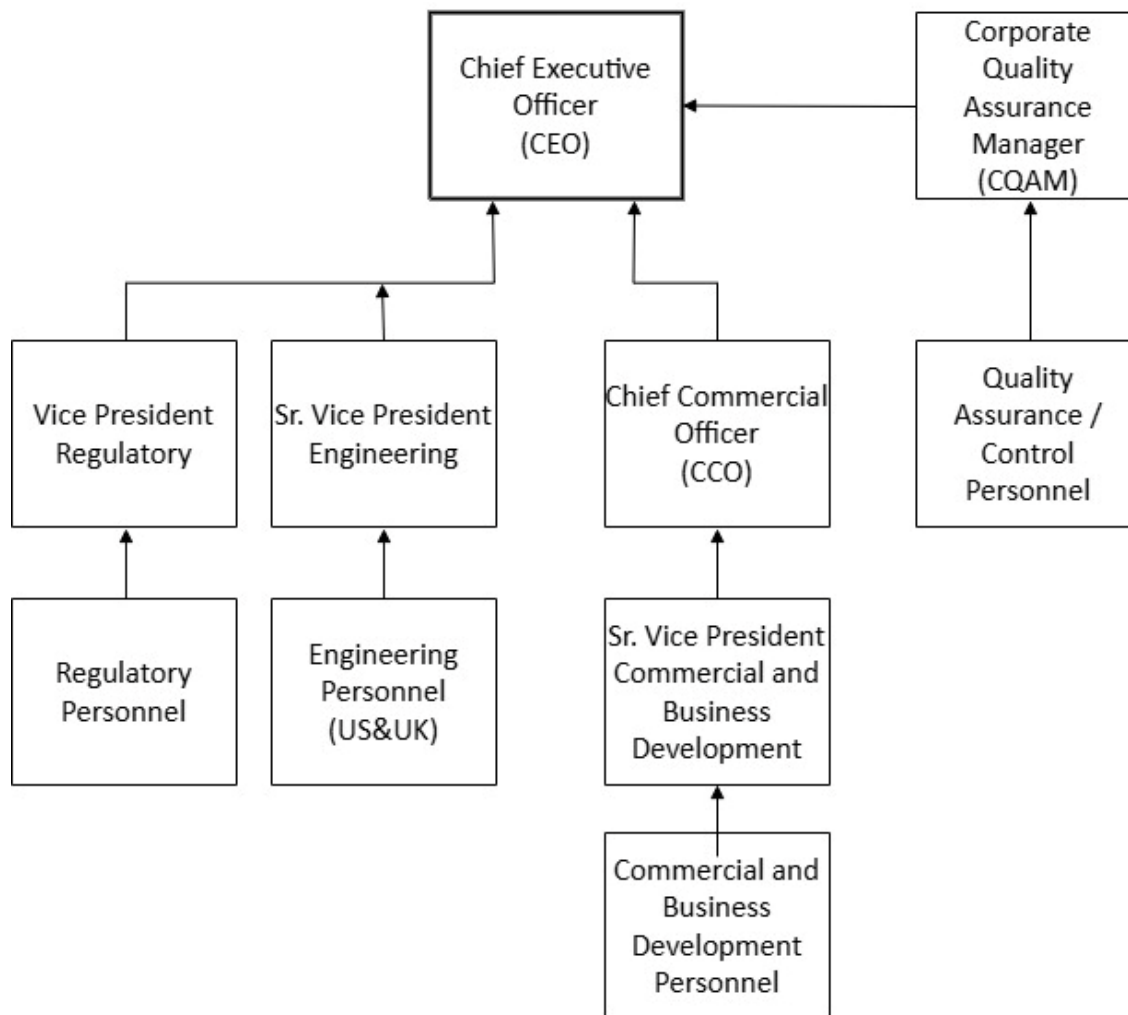 Chief Executive
Officer
(CEO)
Corporate
Quality
Assurance
Manager
(CQAM)
Vice President
Regulatory
Sr. Vice President
Engineering
Chief Commercial
Officer
(CCO)
Quality
Assurance /
Control
Personnel
Regulatory
Personnel
Engineering
Personnel
(US&UK)
Sr. Vice President
Commercial and
Business
Development
Commercial and
Business
Development
Personnel